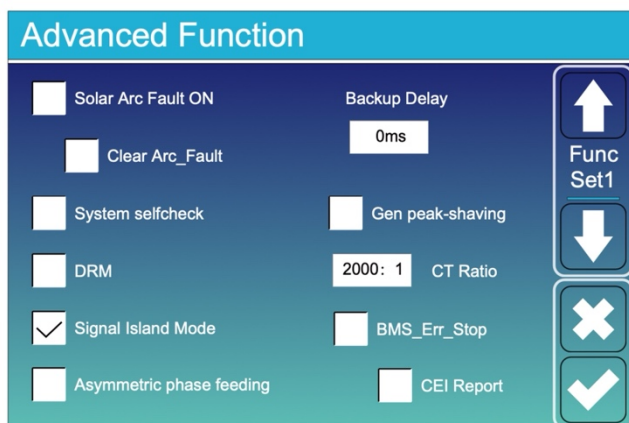 Advanced Function
Solar Arc Fault ON
Backup Delay
Clear Arc_Fault
0ms
Func
Set1
System selfcheck
Gen peak-shaving
DRM
2000: 1 CT Ratio
Signal Island Mode
BMS_Err_Stop
Asymmetric phase feeding
CEI Report